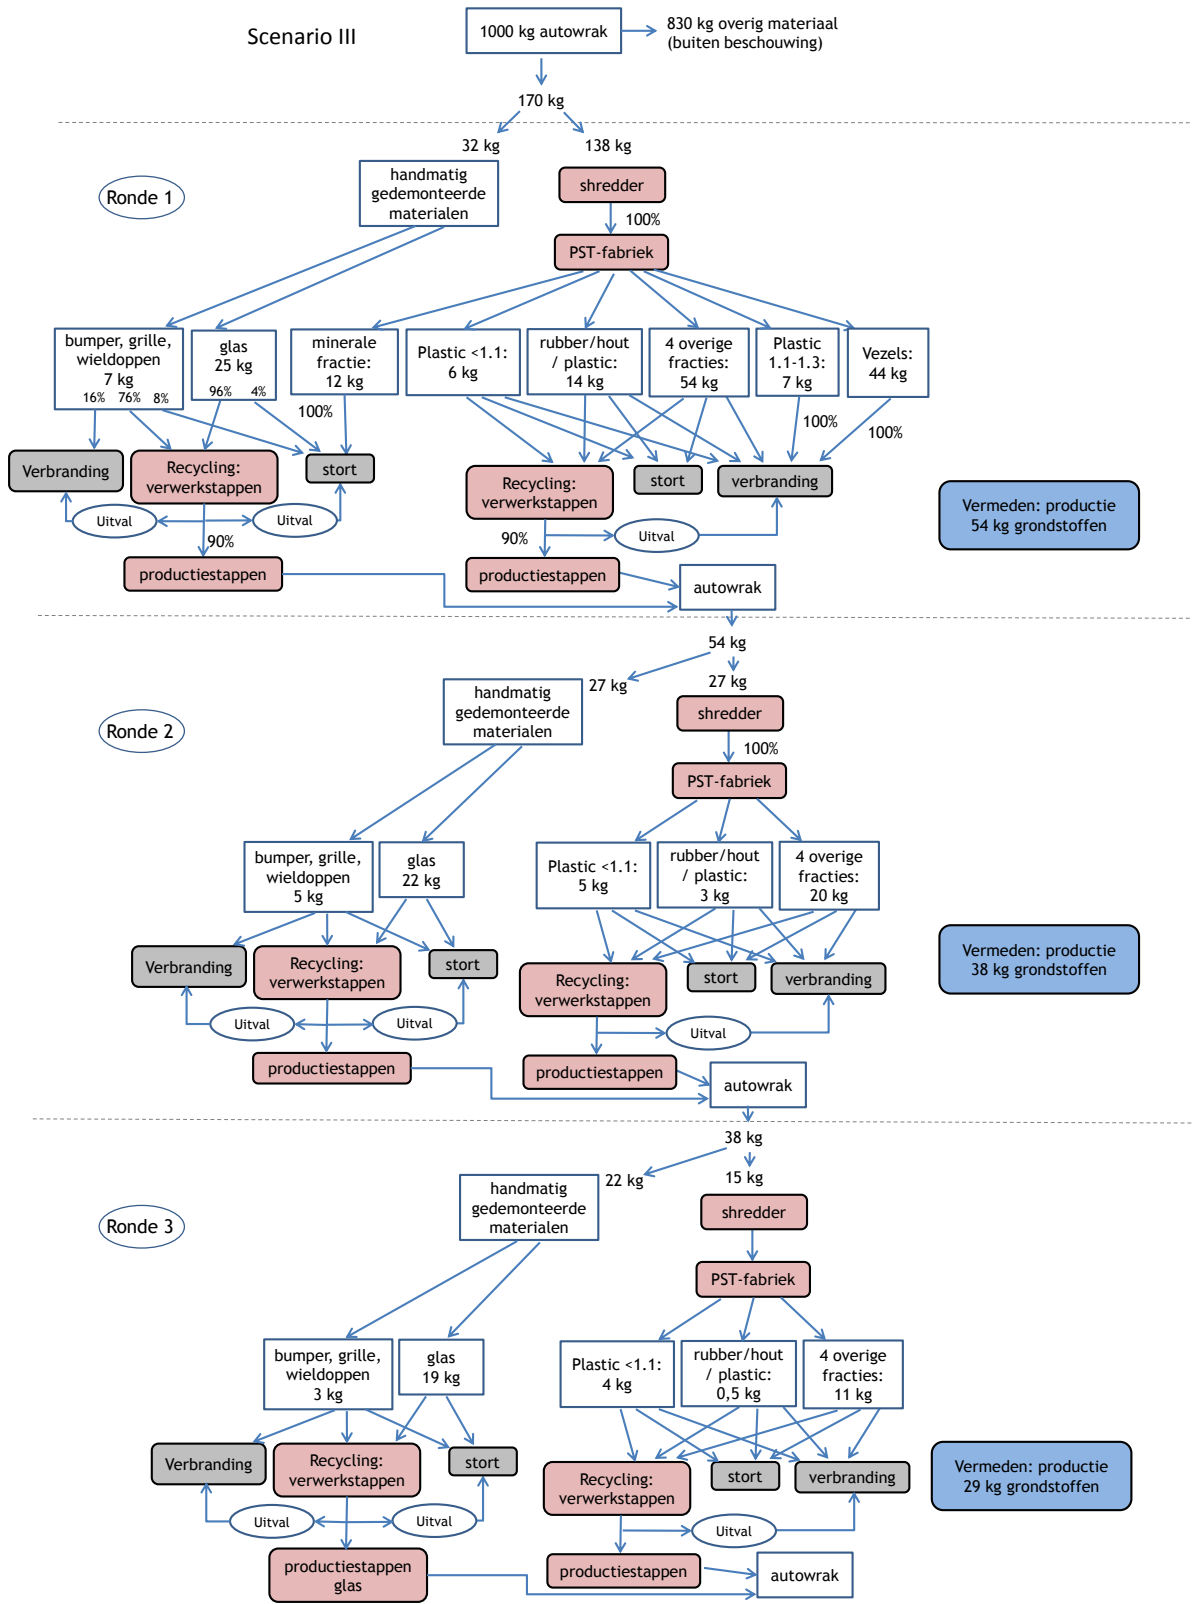 Scenario III
1000 kg autowrak
830 kg overig materiaal
(buiten beschouwing)
170 kg
32 kg
138 kg
Ronde 1
handmatig
gedemonteerde
materialen
shredder
100%
PST-fabriek
bumper, grille,
wieldoppen
7 kg
16% 76% 8%
glas
25 kg
96% 4%
minerale
fractie:
12 kg
Plastic <1.1:
6 kg
rubber/hout
/ plastic:
14 kg
4 overige
fracties:
54 kg
Plastic
1.1-1.3:
7 kg
Vezels:
44 kg
100%
100%
100%
Verbranding
Recycling:
verwerkstappen
stort
Recycling:
verwerkstappen
stort
verbranding
Uitval
Uitval
90%
90%
Uitval
Vermeden: productie
54 kg grondstoffen
productiestappen
productiestappen
autowrak
54 kg
27 kg
27 kg
Ronde 2
handmatig
gedemonteerde
materialen
shredder
100%
PST-fabriek
bumper, grille,
wieldoppen
5 kg
glas
22 kg
Plastic <1.1:
5 kg
rubber/hout
/ plastic:
3 kg
4 overige
fracties:
20 kg
Verbranding
Recycling:
verwerkstappen
stort
Recycling:
verwerkstappen
stort
verbranding
Vermeden: productie
38 kg grondstoffen
Uitval
Uitval
Uitval
productiestappen
productiestappen
autowrak
38 kg
22 kg
15 kg
Ronde 3
handmatig
gedemonteerde
materialen
shredder
PST-fabriek
bumper, grille,
wieldoppen
3 kg
glas
19 kg
Plastic <1.1:
4 kg
rubber/hout
/ plastic:
0,5 kg
4 overige
fracties:
11 kg
Verbranding
Recycling:
verwerkstappen
stort
Recycling:
verwerkstappen
stort
verbranding
Vermeden: productie
29 kg grondstoffen
Uitval
Uitval
Uitval
productiestappen
glas
productiestappen
autowrak